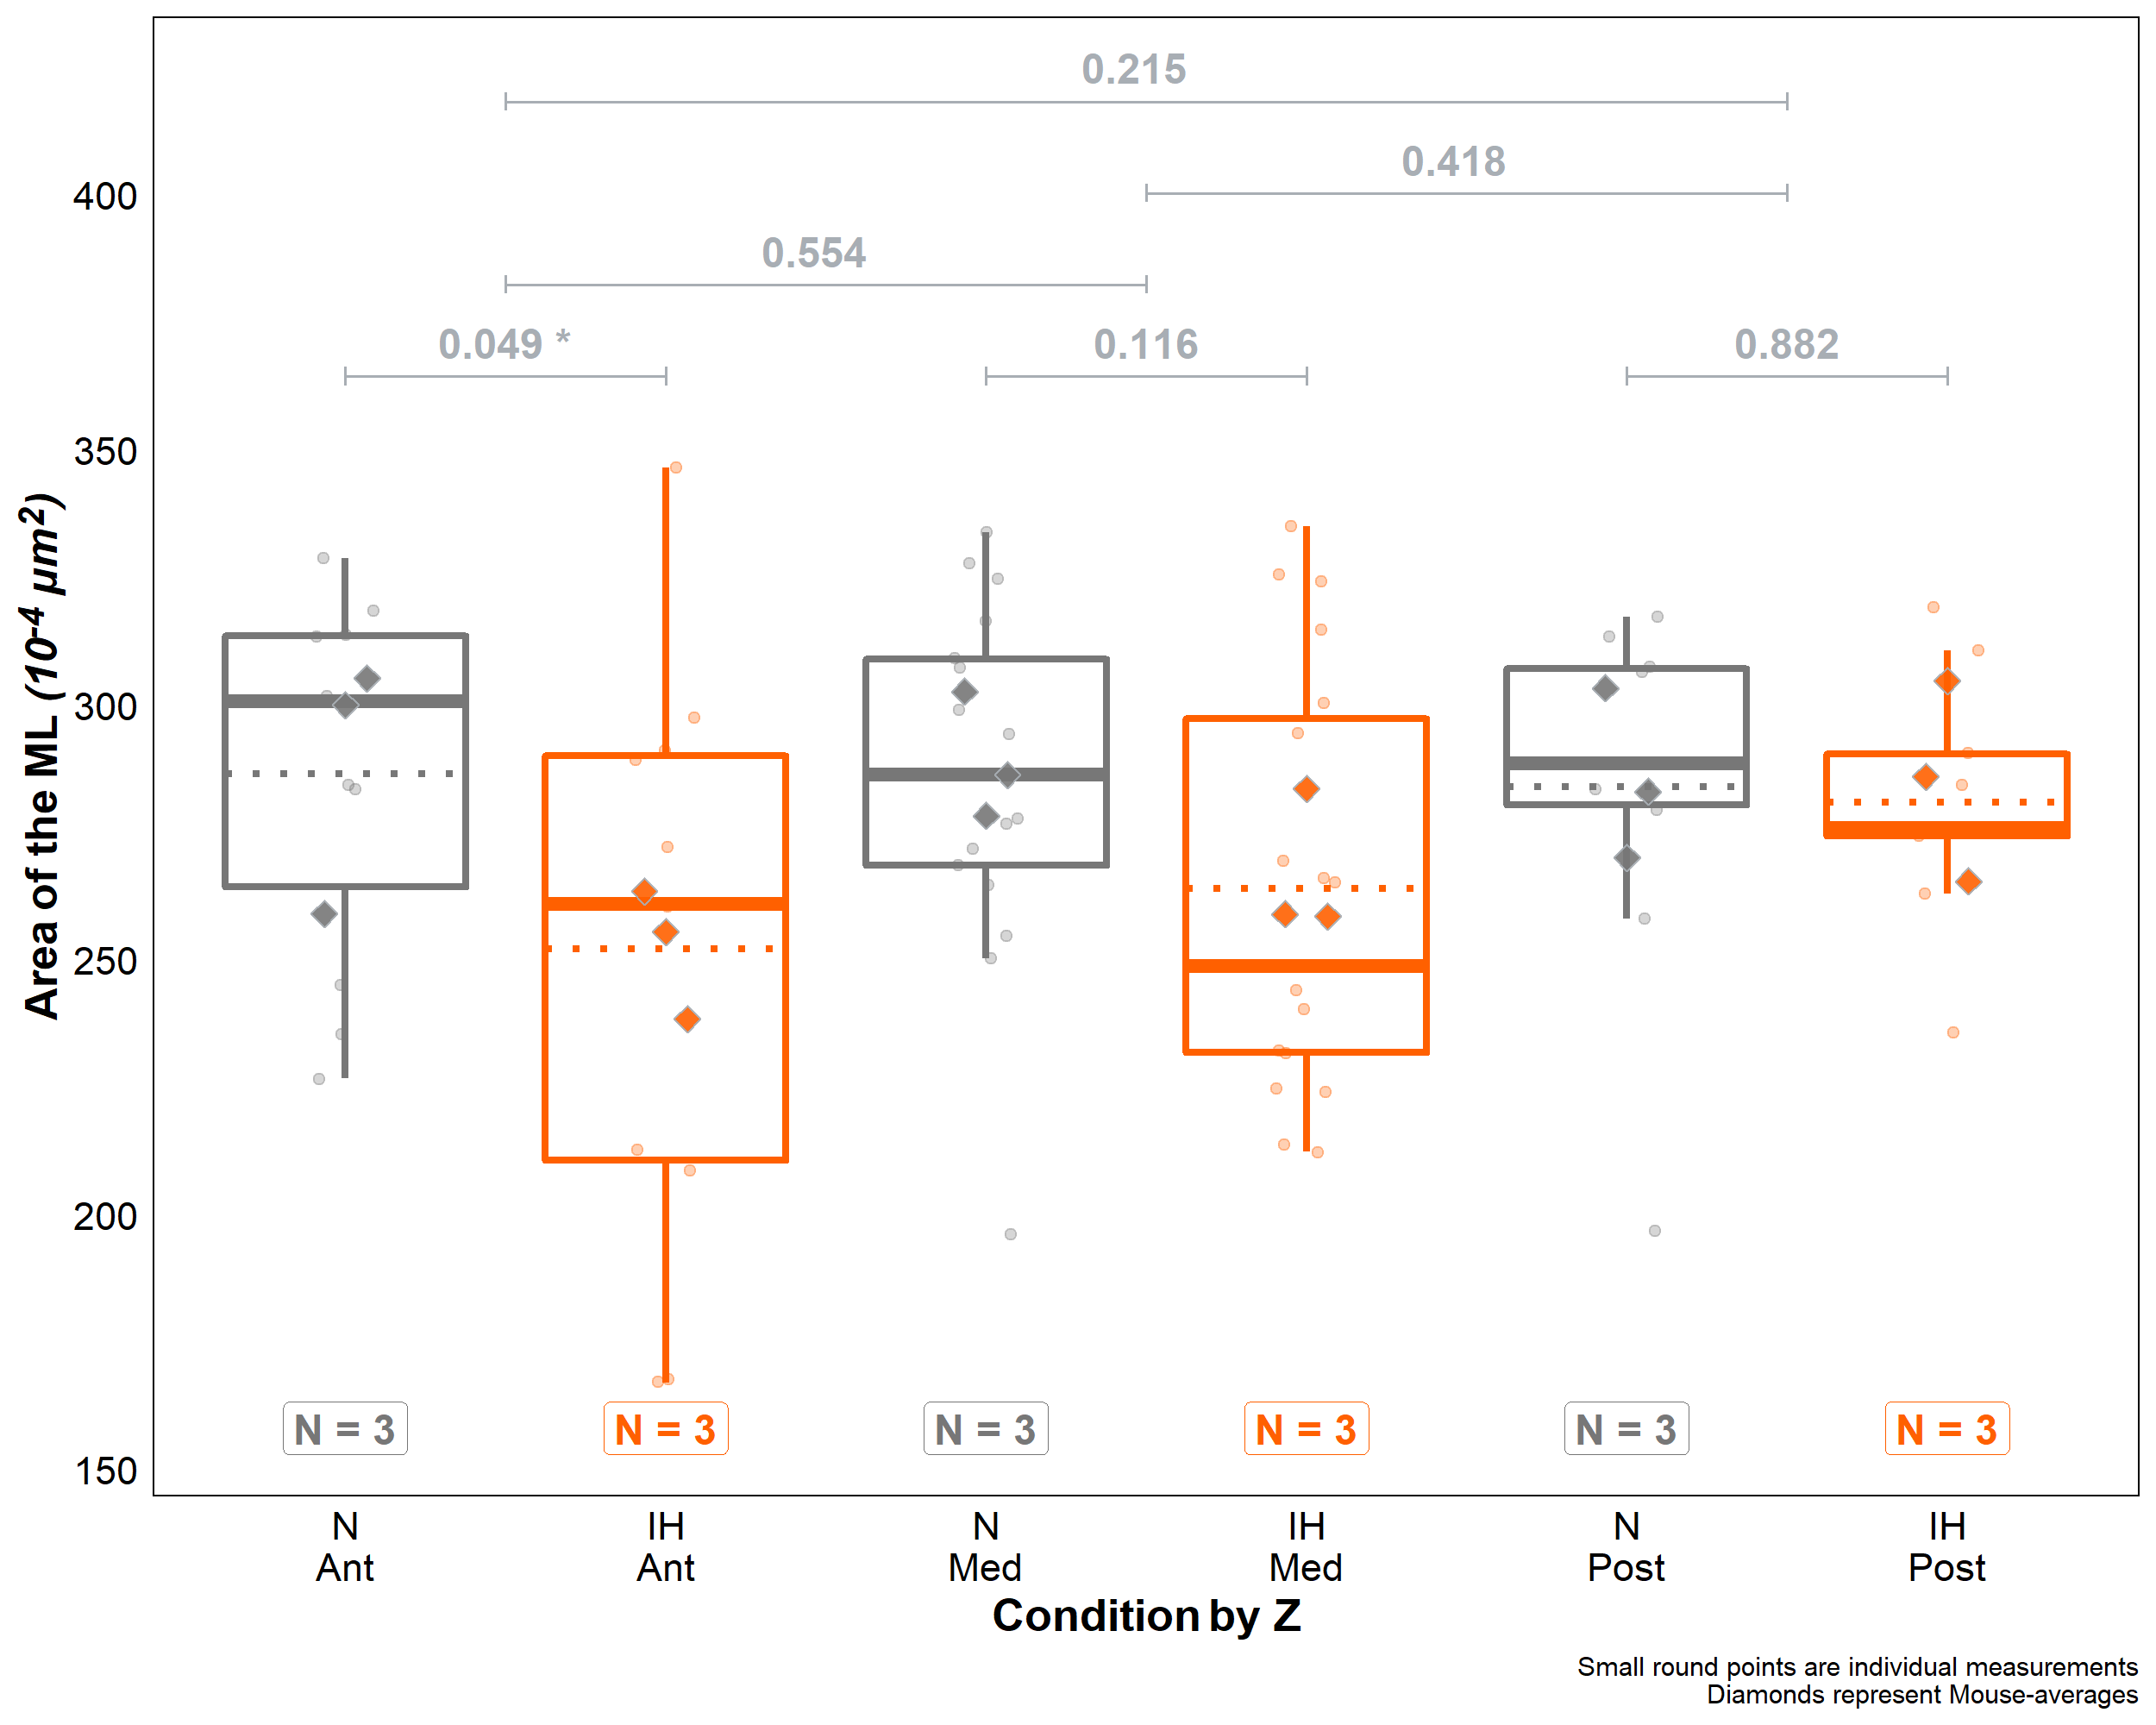 0.215
0.418
0.554
0.049 *
0.116
0.882
400
350
300
250
200
150
Area of the ML (10⁻⁴ µm²)
N = 3
N = 3
N = 3
N = 3
N = 3
N = 3
N
Ant
IH
Ant
N
Med
IH
Med
N
Post
IH
Post
Condition by Z
Small round points are individual measurements
Diamonds represent Mouse-averages